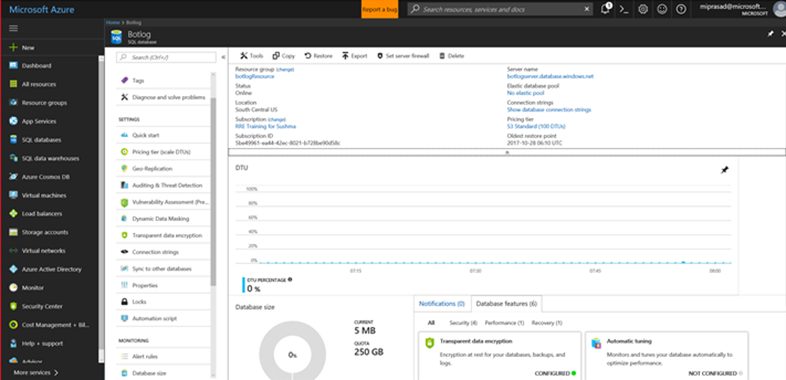 Microsoft Azure
Report a bug
Search resources, services and docs
miprasad@microsoft....
MICROSOFT
Home > Botlog
Botlog
SQL database
New
Dashboard
All resources
Resource groups
App Services
SQL databases
SQL data warehouses
Azure Cosmos DB
Virtual machines
Load balancers
Storage accounts
Virtual networks
Azure Active Directory
Monitor
Security Center
Cost Management + Bil...
Help + support
Advisor
More services >
Search (Ctrl+/)
Tags
Diagnose and solve problems
SETTINGS
Quick start
Pricing tier (scale DTUs)
Geo-Replication
Auditing & Threat Detection
Vulnerability Assessment (Pre...
Dynamic Data Masking
Transparent data encryption
Connection strings
Sync to other databases
Properties
Locks
Automation script
MONITORING
Alert rules
Database size
Tools Copy Restore Export Set server firewall Delete
Resource group (change)
botlogResource
Status
Online
Location
South Central US
Subscription (change)
RRE Training for Sushma
Subscription ID
Server name
botlogserver.database.windows.net
Elastic database pool
No elastic pool
Connection strings
Show database connection strings
Pricing tier
S3 Standard (100 DTUs)
Oldest restore point
2017-10-28 06:10 UTC
DTU
100%
80%
60%
40%
20%
0%
07:15 07:30 07:45 08:00
DTU PERCENTAGE
0 %
Database size
0%
CURRENT
5 MB
QUOTA
250 GB
Notifications (0) Database features (6)
All Security (4) Performance (1) Recovery (1)
Transparent data encryption
Encryption at rest for your databases, backups, and
logs.
CONFIGURED
Automatic tuning
Monitors and tunes your database automatically to
optimize performance.
NOT CONFIGURED